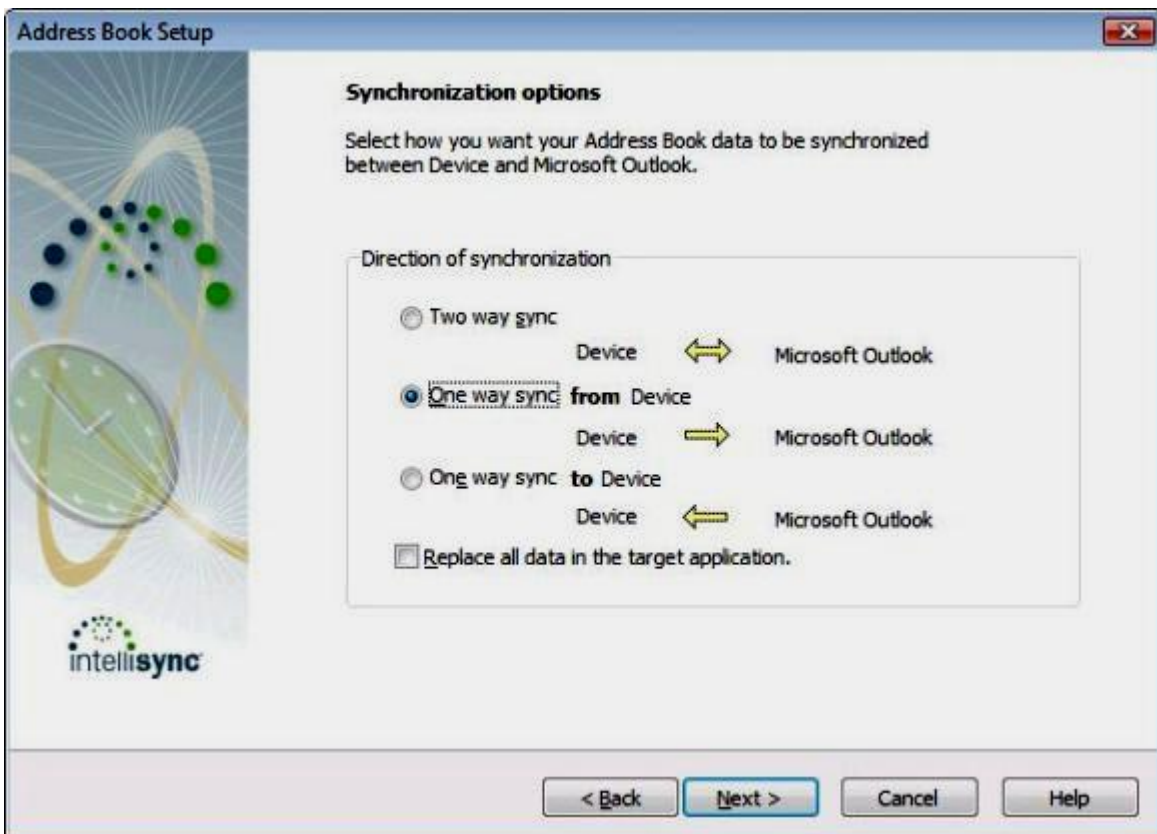 Address Book Setup
Synchronization options
Select how you want your Address Book data to be synchronized
between Device and Microsoft Outlook.
Direction of synchronization
Two way sync
Device Microsoft Outlook
One way sync from Device
Device Microsoft Outlook
One way sync to Device
Device Microsoft Outlook
Replace all data in the target application.
intellisync
< Back Next > Cancel Help